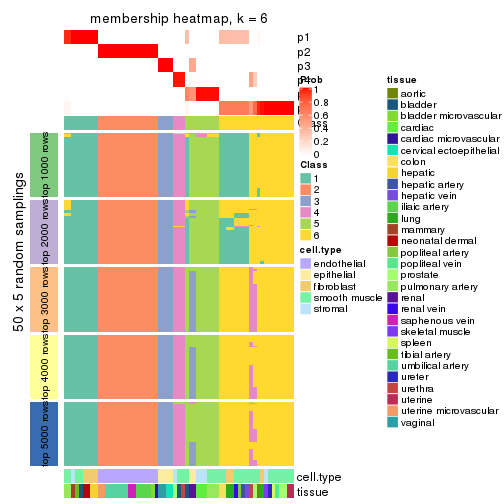 membership heatmap, k = 6
p1
p2
p3
Prob
1
0.8
0.6
0.4
0.2
0
Class
1
2
3
4
5
6
cell.type
endothelial
epithelial
fibroblast
smooth muscle
stromal
tissue
aortic
bladder
bladder microvascular
cardiac
cardiac microvascular
cervical ectoepithelial
colon
hepatic
hepatic artery
hepatic vein
iliaic artery
lung
mammary
neonatal dermal
popliteal artery
popliteal vein
prostate
pulmonary artery
renal
renal vein
saphenous vein
skeletal muscle
spleen
tibial artery
umbilical artery
ureter
urethra
uterine
uterine microvascular
vaginal
50 x 5 random samplings
top 1000 rows
top 2000 rows
top 3000 rows
top 4000 rows
top 5000 rows
cell.type
tissue